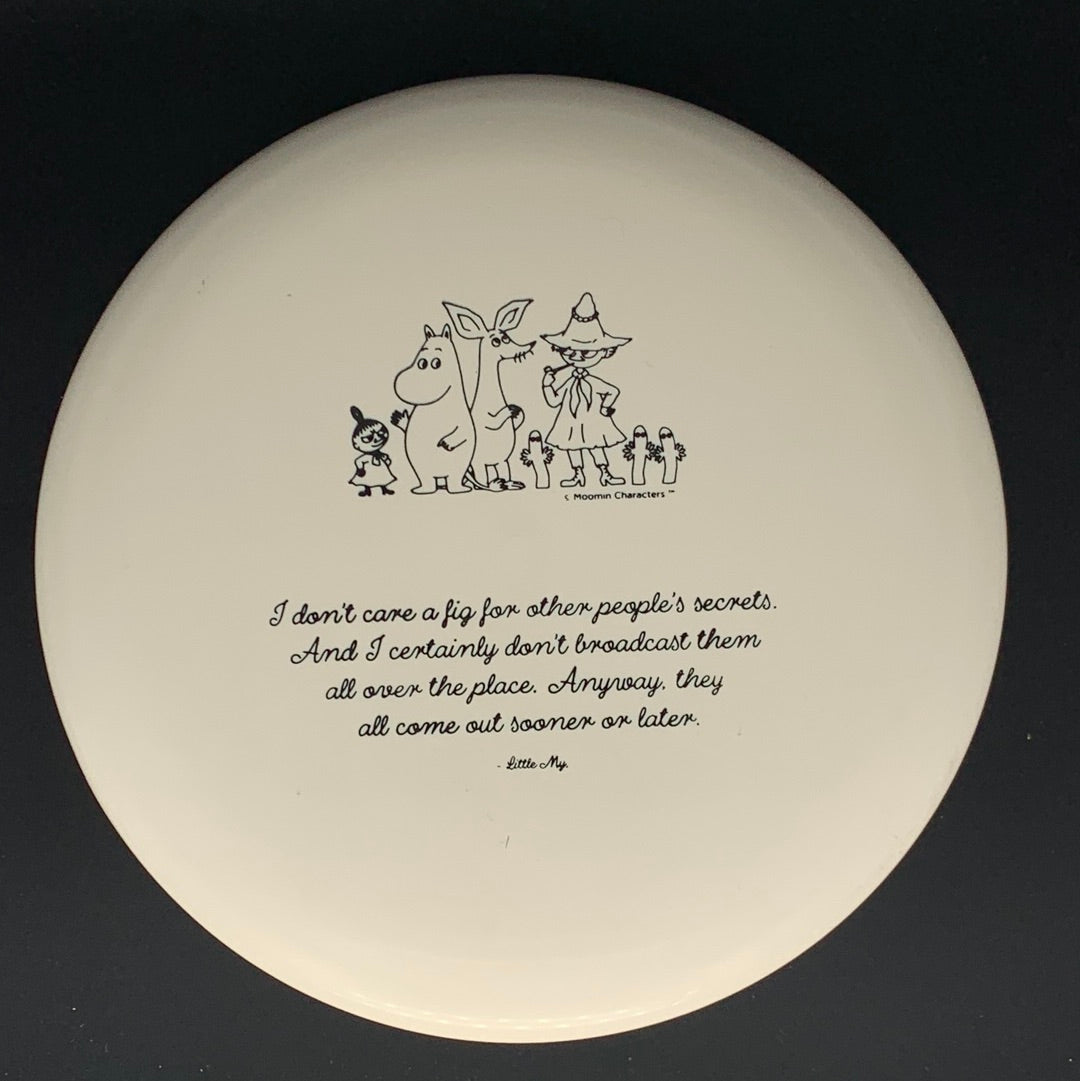 © Moomin Characters ™
I don't care a fig for other people's secrets.
And I certainly don't broadcast them
all over the place. Anyway, they
all come out sooner or later.
- Little My.